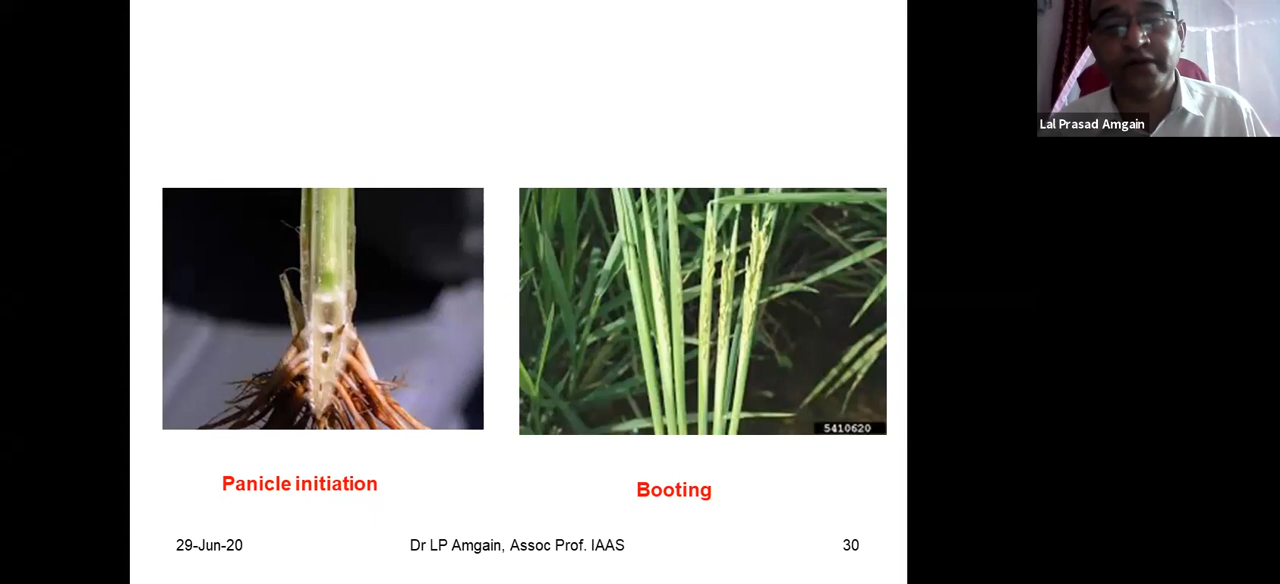 Lal Prasad Amgain
5410620
Panicle initiation
Booting
29-Jun-20
Dr LP Amgain, Assoc Prof. IAAS
30